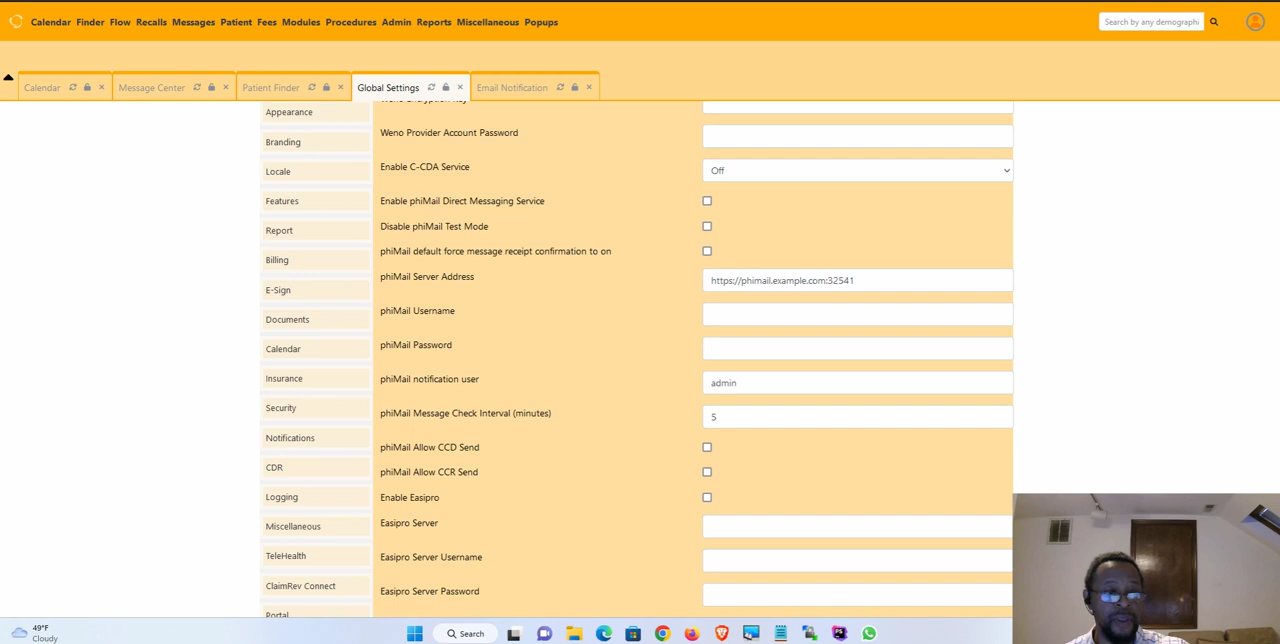 Calendar Finder Flow Recalls Messages Patient Fees Modules Procedures Admin Reports Miscellaneous Popups
Search by any demographi
Calendar
Message Center
Patient Finder
Global Settings
Email Notification
Appearance
Branding
Locale
Features
Report
Billing
E-Sign
Documents
Calendar
Insurance
Security
Notifications
CDR
Logging
Miscellaneous
TeleHealth
ClaimRev Connect
Portal
Weno Encryption Key
Weno Provider Account Password
Enable C-CDA Service Off
Enable phiMail Direct Messaging Service
Disable phiMail Test Mode
phiMail default force message receipt confirmation to on
phiMail Server Address https://phimail.example.com:32541
phiMail Username
phiMail Password
phiMail notification user admin
phiMail Message Check Interval (minutes) 5
phiMail Allow CCD Send
phiMail Allow CCR Send
Enable Easipro
Easipro Server
Easipro Server Username
Easipro Server Password
49°F
Cloudy
Search